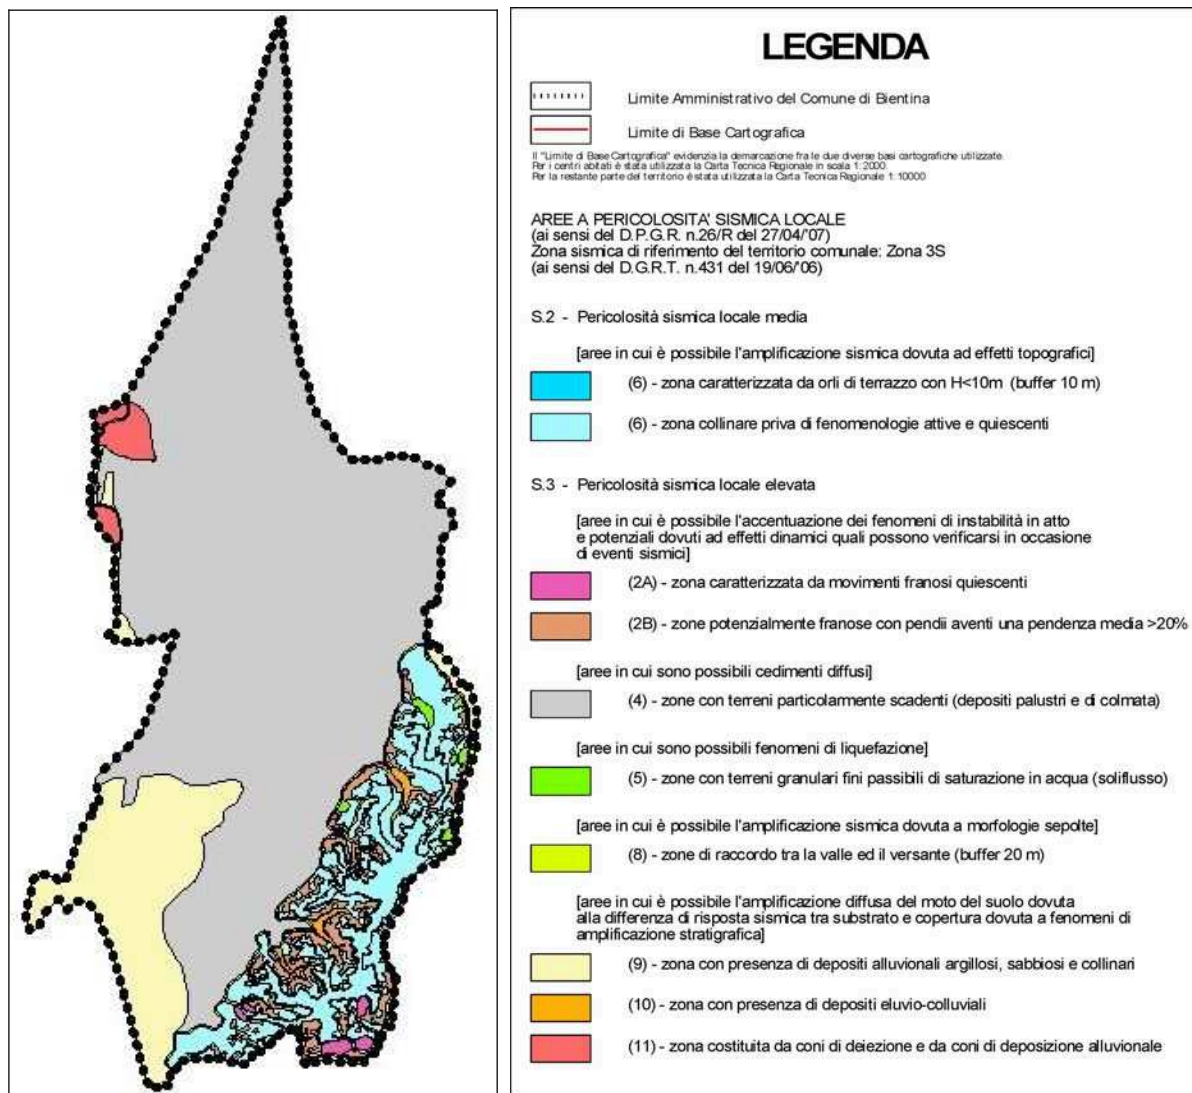 LEGENDA
Limite Amministrativo del Comune di Bientina
Limite di Base Cartografica
Il "Limite di Base Cartografica" evidenzia la demarcazione fra le due diverse basi cartografiche utilizzate.
Per i centri abitati è stata utilizzata la Carta Tecnica Regionale in scala 1:2000.
Per la restante parte del territorio è stata utilizzata la Carta Tecnica Regionale 1:10000
AREE A PERICOLOSITA' SISMICA LOCALE
(ai sensi del D.P.G.R. n.26/R del 27/04/'07)
Zona sismica di riferimento del territorio comunale: Zona 3S
(ai sensi del D.G.R.T. n.431 del 19/06/'06)
S.2 - Pericolosità sismica locale media
[aree in cui è possibile l'amplificazione sismica dovuta ad effetti topografici]
(6) - zona caratterizzata da orli di terrazzo con H<10m (buffer 10 m)
(6) - zona collinare priva di fenomenologie attive e quiescenti
S.3 - Pericolosità sismica locale elevata
[aree in cui è possibile l'accentuazione dei fenomeni di instabilità in atto
e potenziali dovuti ad effetti dinamici quali possono verificarsi in occasione
di eventi sismici]
(2A) - zona caratterizzata da movimenti franosi quiescenti
(2B) - zone potenzialmente franose con pendii aventi una pendenza media >20%
[aree in cui sono possibili cedimenti diffusi]
(4) - zone con terreni particolarmente scadenti (depositi palustri e di colmata)
[aree in cui sono possibili fenomeni di liquefazione]
(5) - zone con terreni granulari fini passibili di saturazione in acqua (soliflusso)
[aree in cui è possibile l'amplificazione sismica dovuta a morfologie sepolte]
(8) - zone di raccordo tra la valle ed il versante (buffer 20 m)
[aree in cui è possibile l'amplificazione diffusa del moto del suolo dovuta
alla differenza di risposta sismica tra substrato e copertura dovuta a fenomeni di
amplificazione stratigrafica]
(9) - zona con presenza di depositi alluvionali argillosi, sabbiosi e collinari
(10) - zona con presenza di depositi eluvio-colluviali
(11) - zona costituita da coni di deiezione e da coni di deposizione alluvionale